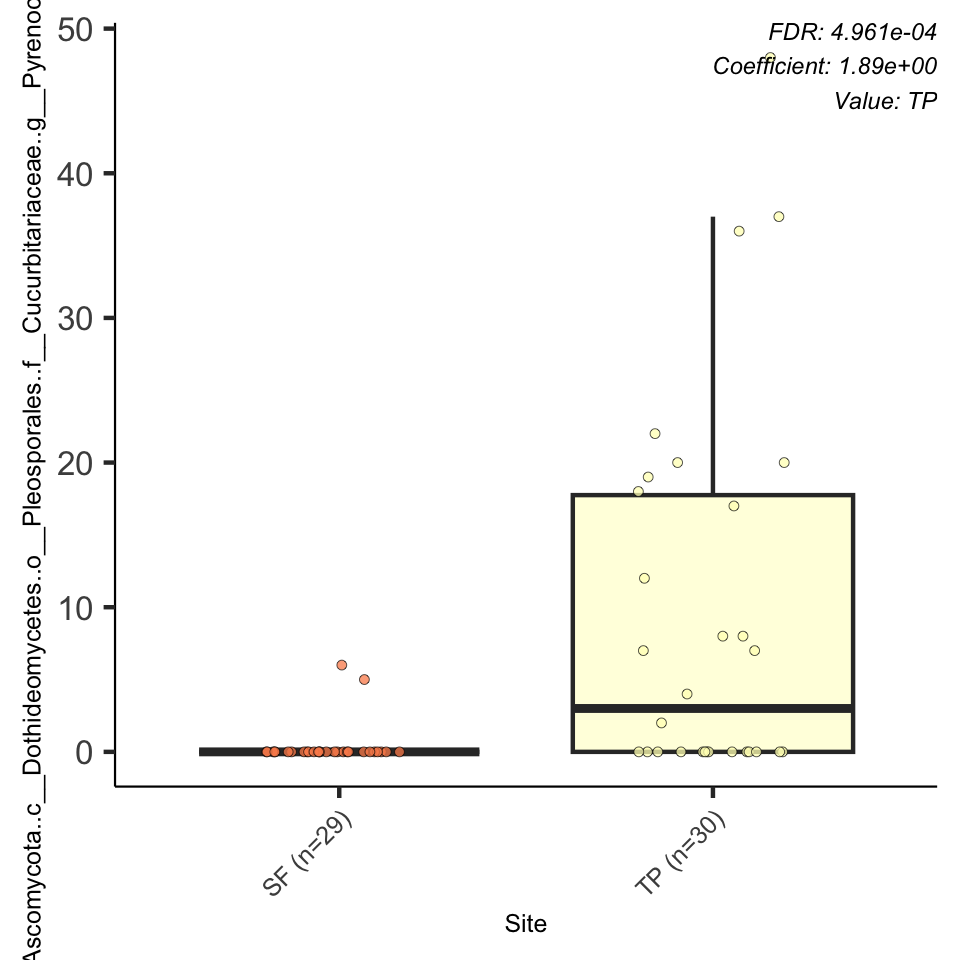 Ascomycota..c__Dothideomycetes..o__Pleosporales..f__Cucurbitariaceae..g__Pyrenoc
50
40
30
20
10
0
FDR: 4.961e-04
Coefficient: 1.89e+00
Value: TP
SF (n=29)
TP (n=30)
Site